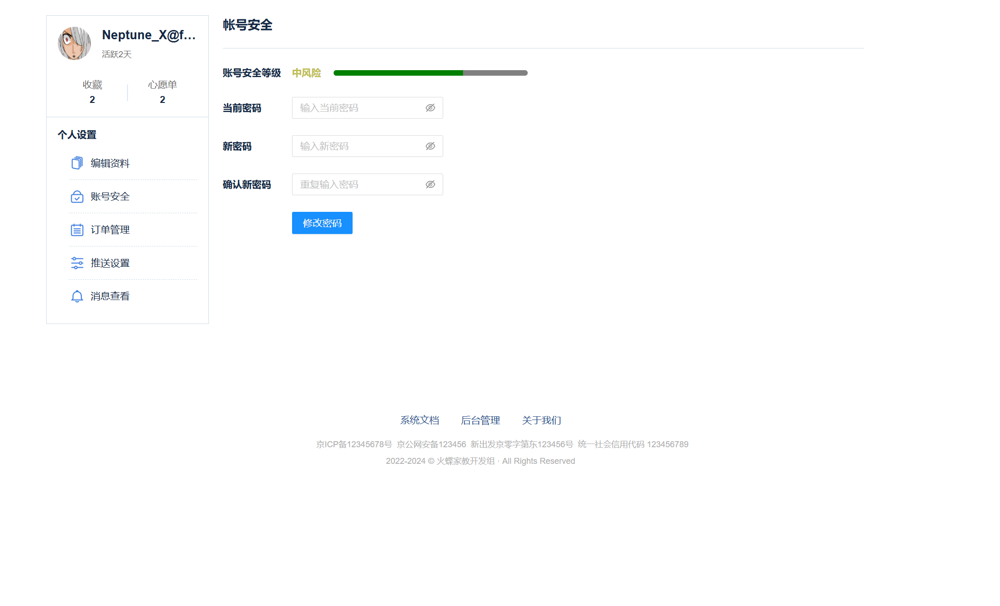 Neptune_X@f...
活跃2天
收藏
2
心愿单
2
个人设置
编辑资料
账号安全
订单管理
推送设置
消息查看
帐号安全
账号安全等级 中风险
当前密码 输入当前密码
新密码 输入新密码
确认新密码 重复输入密码
修改密码
系统文档 后台管理 关于我们
京ICP备12345678号 京公网安备123456 新出发京零字第东123456号 统一社会信用代码 123456789
2022-2024 © 火蝶家教开发组 · All Rights Reserved